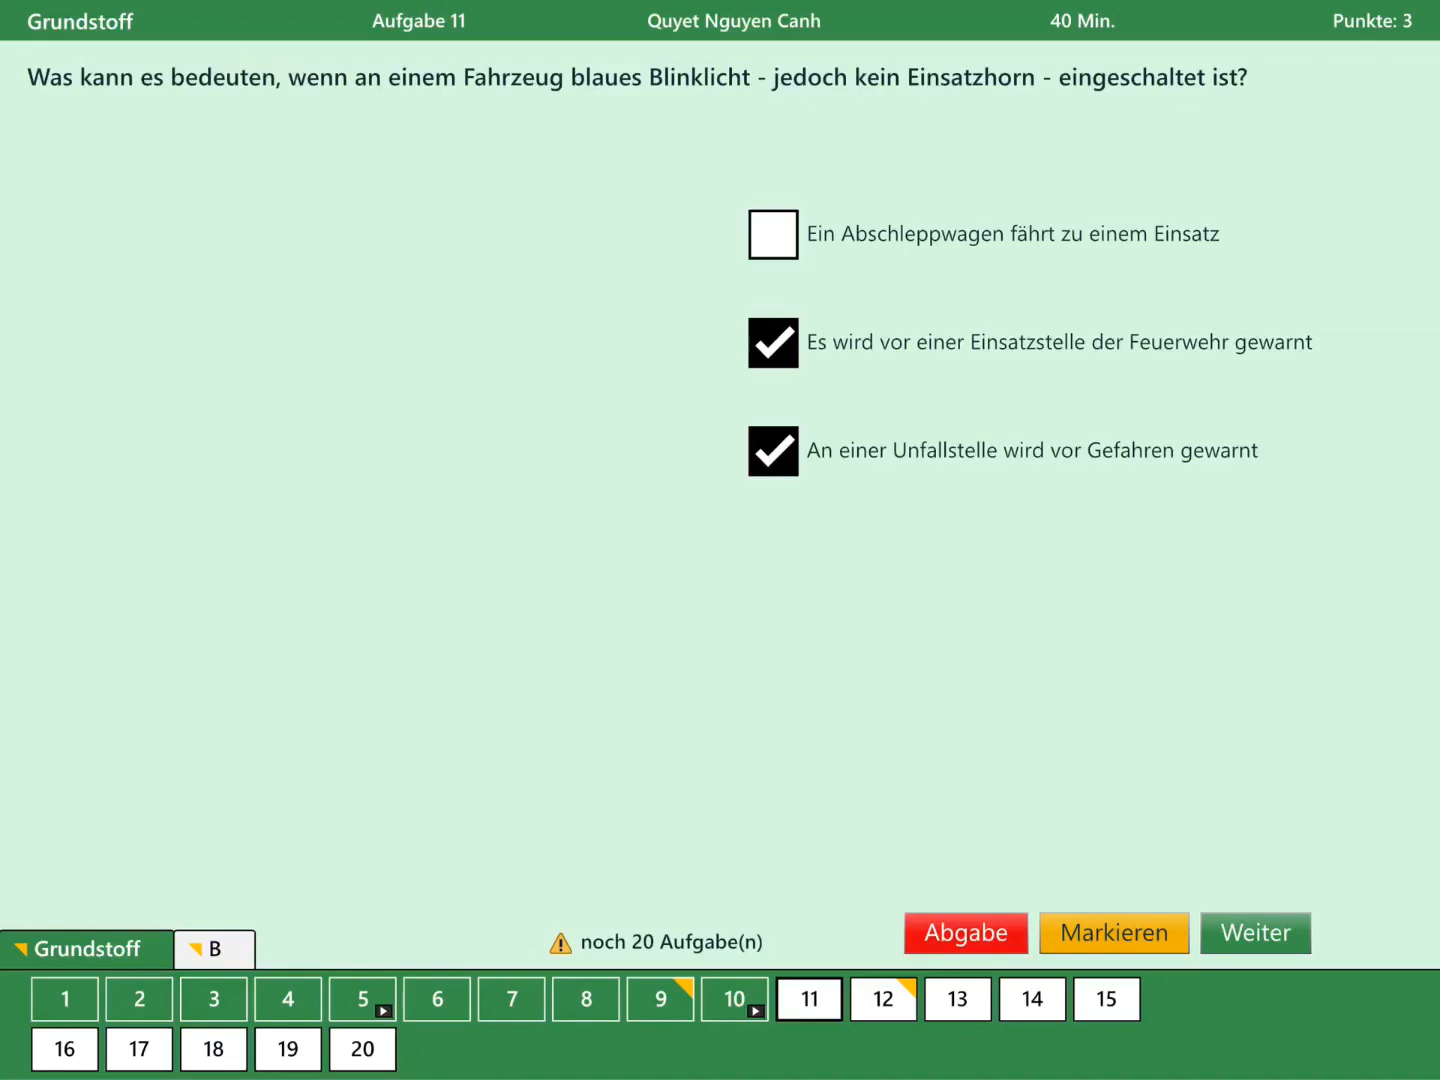 Grundstoff Aufgabe 11 Quyet Nguyen Canh 40 Min. Punkte: 3
Was kann es bedeuten, wenn an einem Fahrzeug blaues Blinklicht - jedoch kein Einsatzhorn - eingeschaltet ist?
Ein Abschleppwagen fährt zu einem Einsatz
Es wird vor einer Einsatzstelle der Feuerwehr gewarnt
An einer Unfallstelle wird vor Gefahren gewarnt
Grundstoff B noch 20 Aufgabe(n) Abgabe Markieren Weiter
1 2 3 4 5 6 7 8 9 10 11 12 13 14 15
16 17 18 19 20